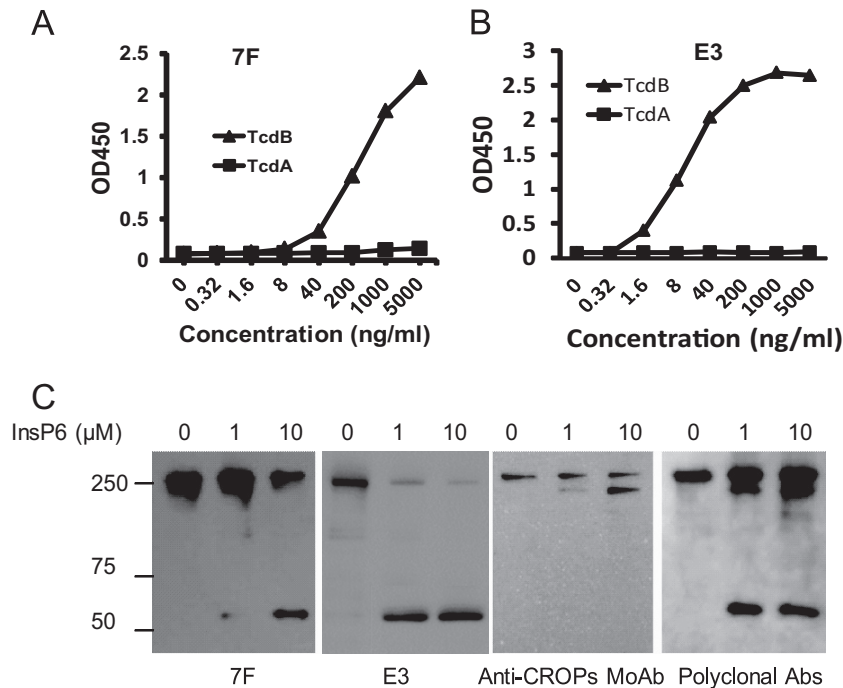 A
7F
2.5
2
1.5
1
0.5
0
OD450
TcdB
TcdA
0 0.32 1.6 8 40 200 1000 5000
Concentration (ng/ml)
B
E3
3
2.5
2
1.5
1
0.5
0
OD450
TcdB
TcdA
0 0.32 1.6 8 40 200 1000 5000
Concentration (ng/ml)
C
InsP6 (µM) 0 1 10 0 1 10 0 1 10 0 1 10
250
75
50
7F E3 Anti-CROPs MoAb Polyclonal Abs